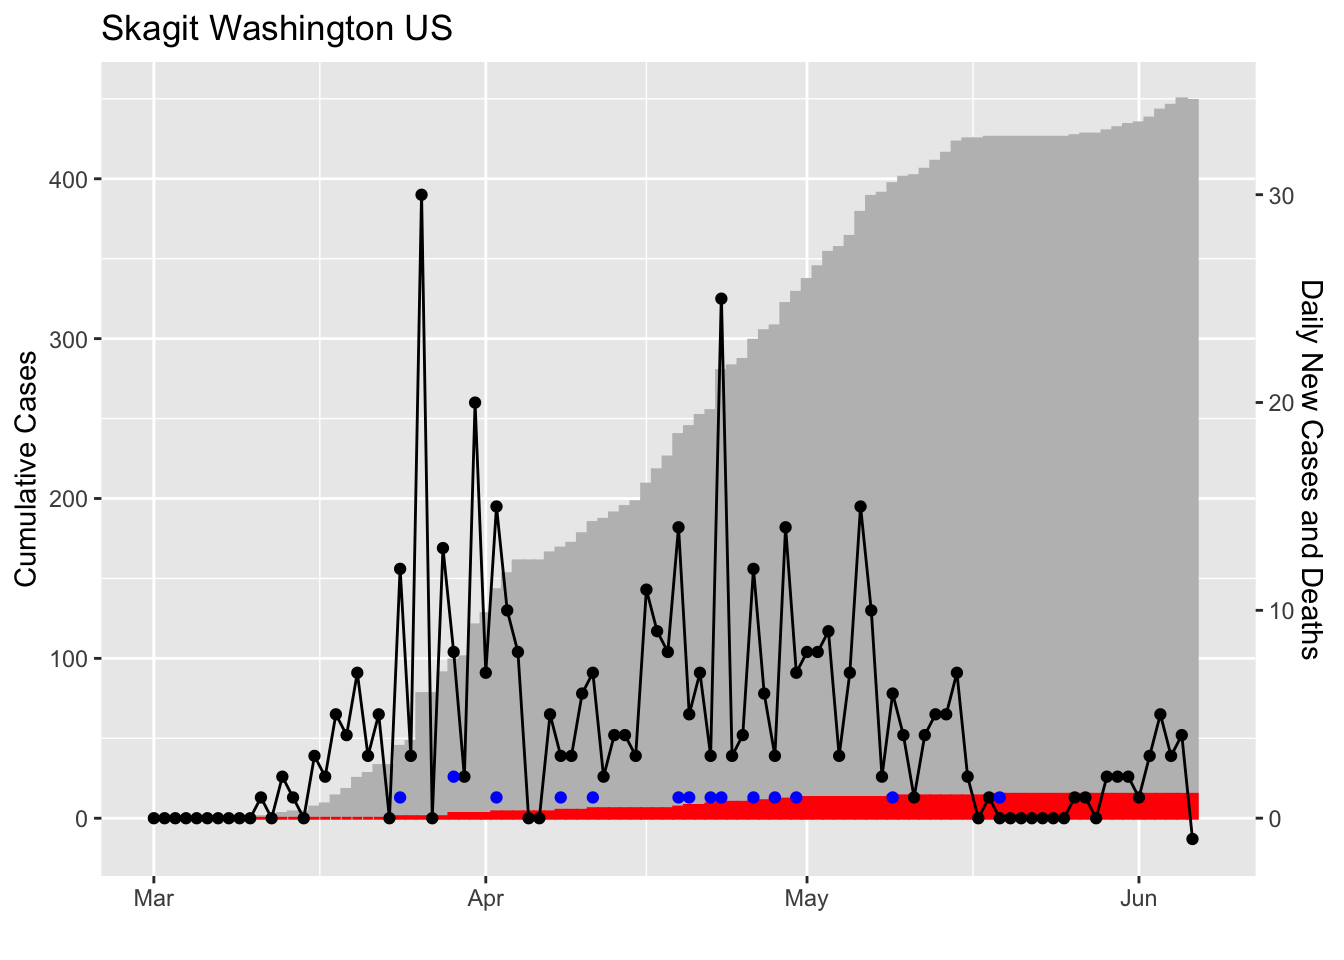 Skagit Washington US
Cumulative Cases
400
300
200
100
0
30
20
10
0
Daily New Cases and Deaths
Mar
Apr
May
Jun